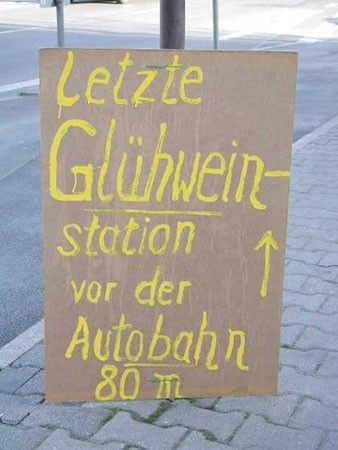 Letzte
Glühwein-
station
vor der
Autobahn
80 m